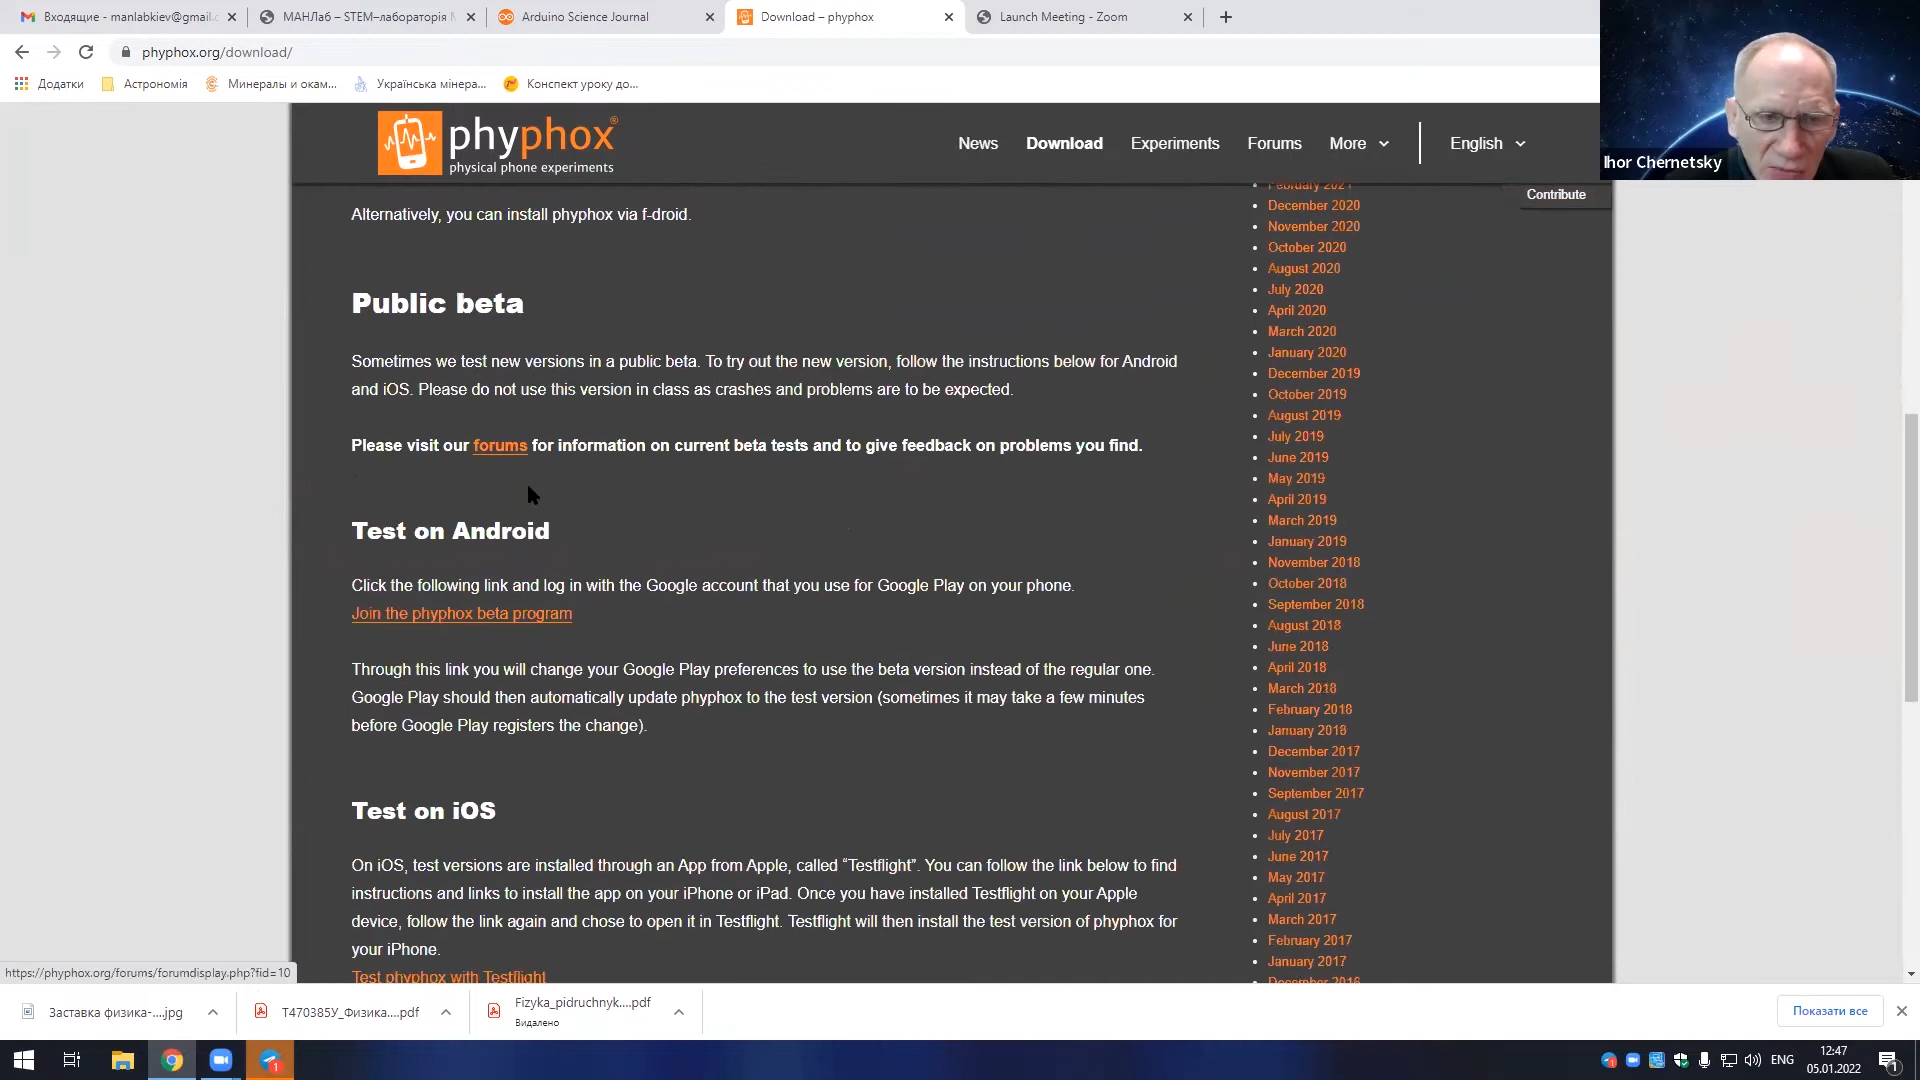 Входящие - manlabkiev@gmail.c
МАНЛаб – STEM–лабораторія М
Arduino Science Journal
Download – phyphox
Launch Meeting - Zoom
phyphox.org/download/
Додатки
Астрономія
Минералы и окам...
Українська мінера...
Конспект уроку до...
phyphox®
physical phone experiments
News
Download
Experiments
Forums
More
English
Ihor Chernetsky
Contribute
Alternatively, you can install phyphox via f-droid.
Public beta
Sometimes we test new versions in a public beta. To try out the new version, follow the instructions below for Android
and iOS. Please do not use this version in class as crashes and problems are to be expected.
Please visit our forums for information on current beta tests and to give feedback on problems you find.
Test on Android
Click the following link and log in with the Google account that you use for Google Play on your phone.
Join the phyphox beta program
Through this link you will change your Google Play preferences to use the beta version instead of the regular one.
Google Play should then automatically update phyphox to the test version (sometimes it may take a few minutes
before Google Play registers the change).
Test on iOS
On iOS, test versions are installed through an App from Apple, called “Testflight”. You can follow the link below to find
instructions and links to install the app on your iPhone or iPad. Once you have installed Testflight on your Apple
device, follow the link again and chose to open it in Testflight. Testflight will then install the test version of phyphox for
your iPhone.
Test phyphox with Testflight
February 2021
December 2020
November 2020
October 2020
August 2020
July 2020
April 2020
March 2020
January 2020
December 2019
October 2019
August 2019
July 2019
June 2019
May 2019
April 2019
March 2019
January 2019
November 2018
October 2018
September 2018
August 2018
June 2018
April 2018
March 2018
February 2018
January 2018
December 2017
November 2017
September 2017
August 2017
July 2017
June 2017
May 2017
April 2017
March 2017
February 2017
January 2017
December 2016
https://phyphox.org/forums/forumdisplay.php?fid=10
Заставка физика-....jpg
Т470385У_Физика....pdf
Fizyka_pidruchnyk....pdf
Видалено
Показати все
1
ENG
12:47
05.01.2022
1